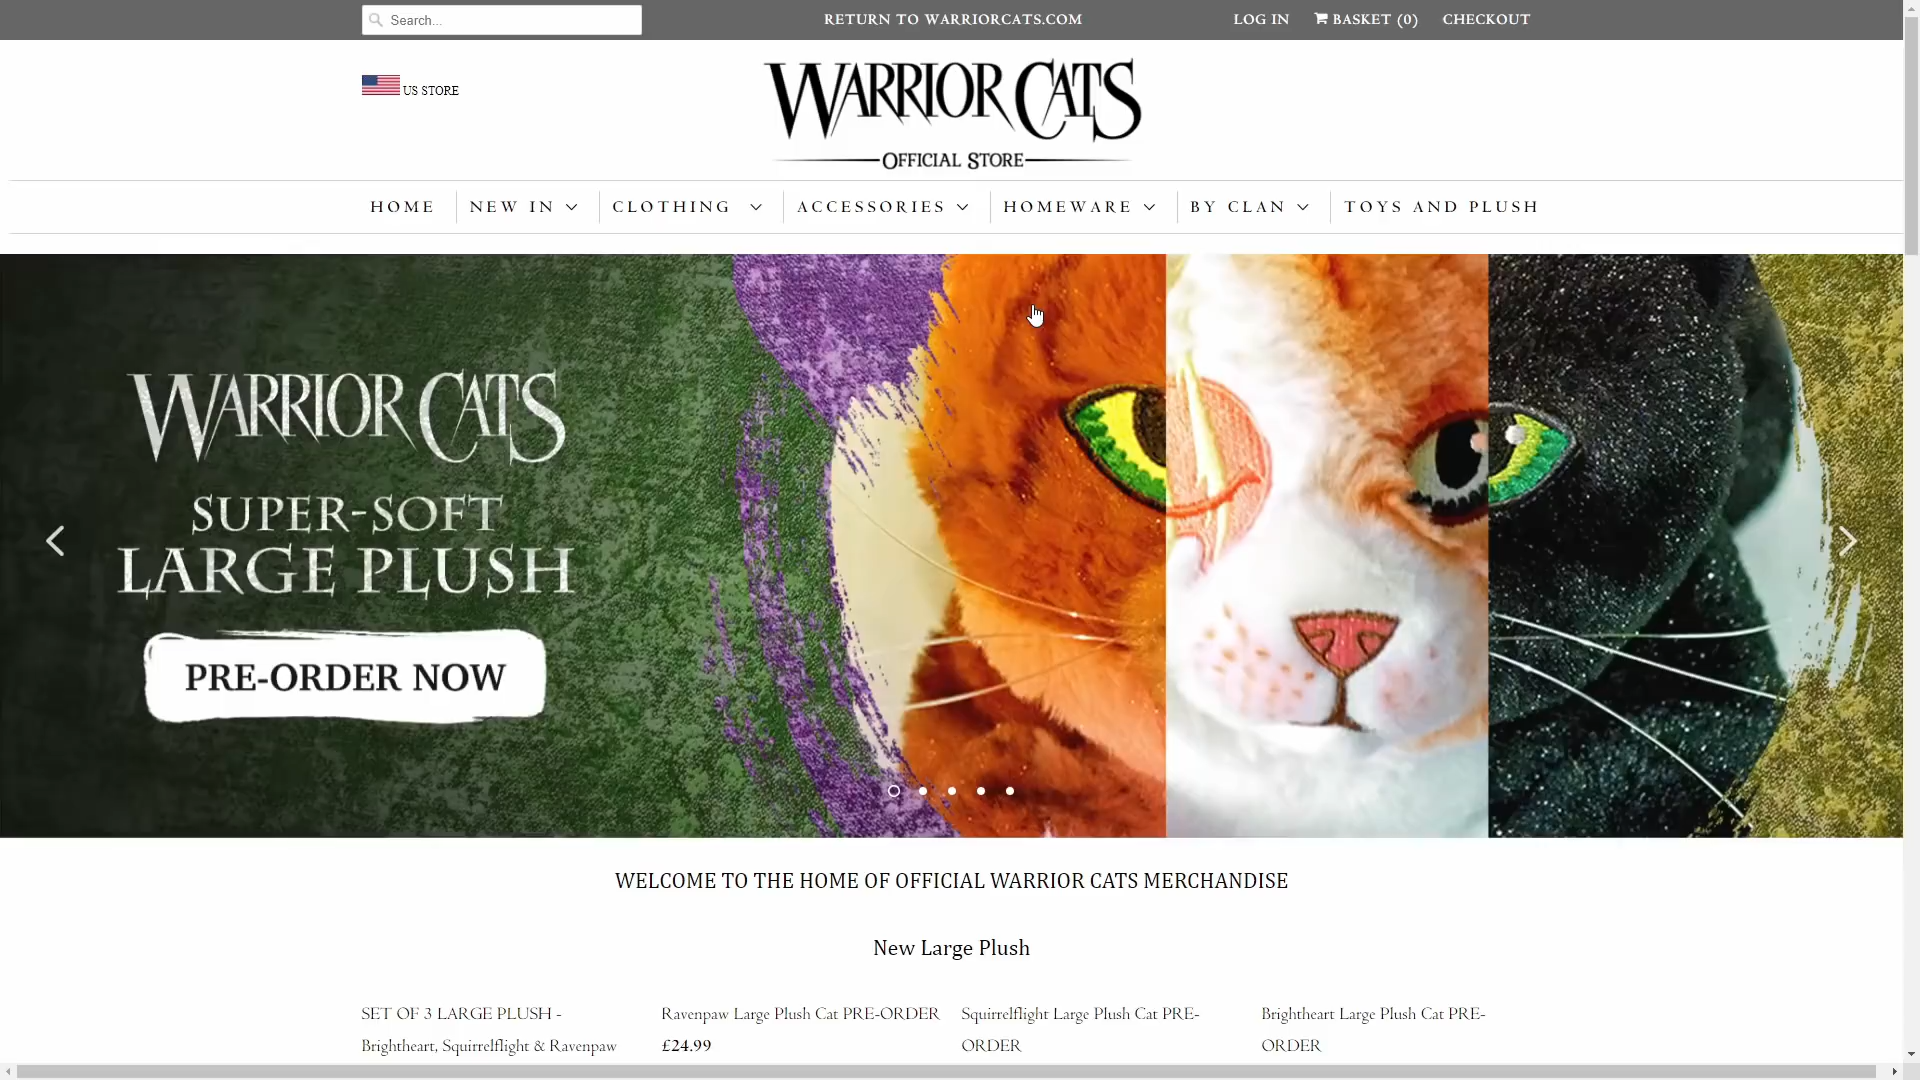 Search...
RETURN TO WARRIORCATS.COM
LOG IN
BASKET (0)
CHECKOUT
US STORE
WARRIOR CATS
OFFICIAL STORE
HOME
NEW IN
CLOTHING
ACCESSORIES
HOMEWARE
BY CLAN
TOYS AND PLUSH
WARRIOR CATS
SUPER-SOFT
LARGE PLUSH
PRE-ORDER NOW
WELCOME TO THE HOME OF OFFICIAL WARRIOR CATS MERCHANDISE
New Large Plush
SET OF 3 LARGE PLUSH -
Brightheart, Squirrelflight & Ravenpaw
Ravenpaw Large Plush Cat PRE-ORDER
£24.99
Squirrelflight Large Plush Cat PRE-
ORDER
Brightheart Large Plush Cat PRE-
ORDER